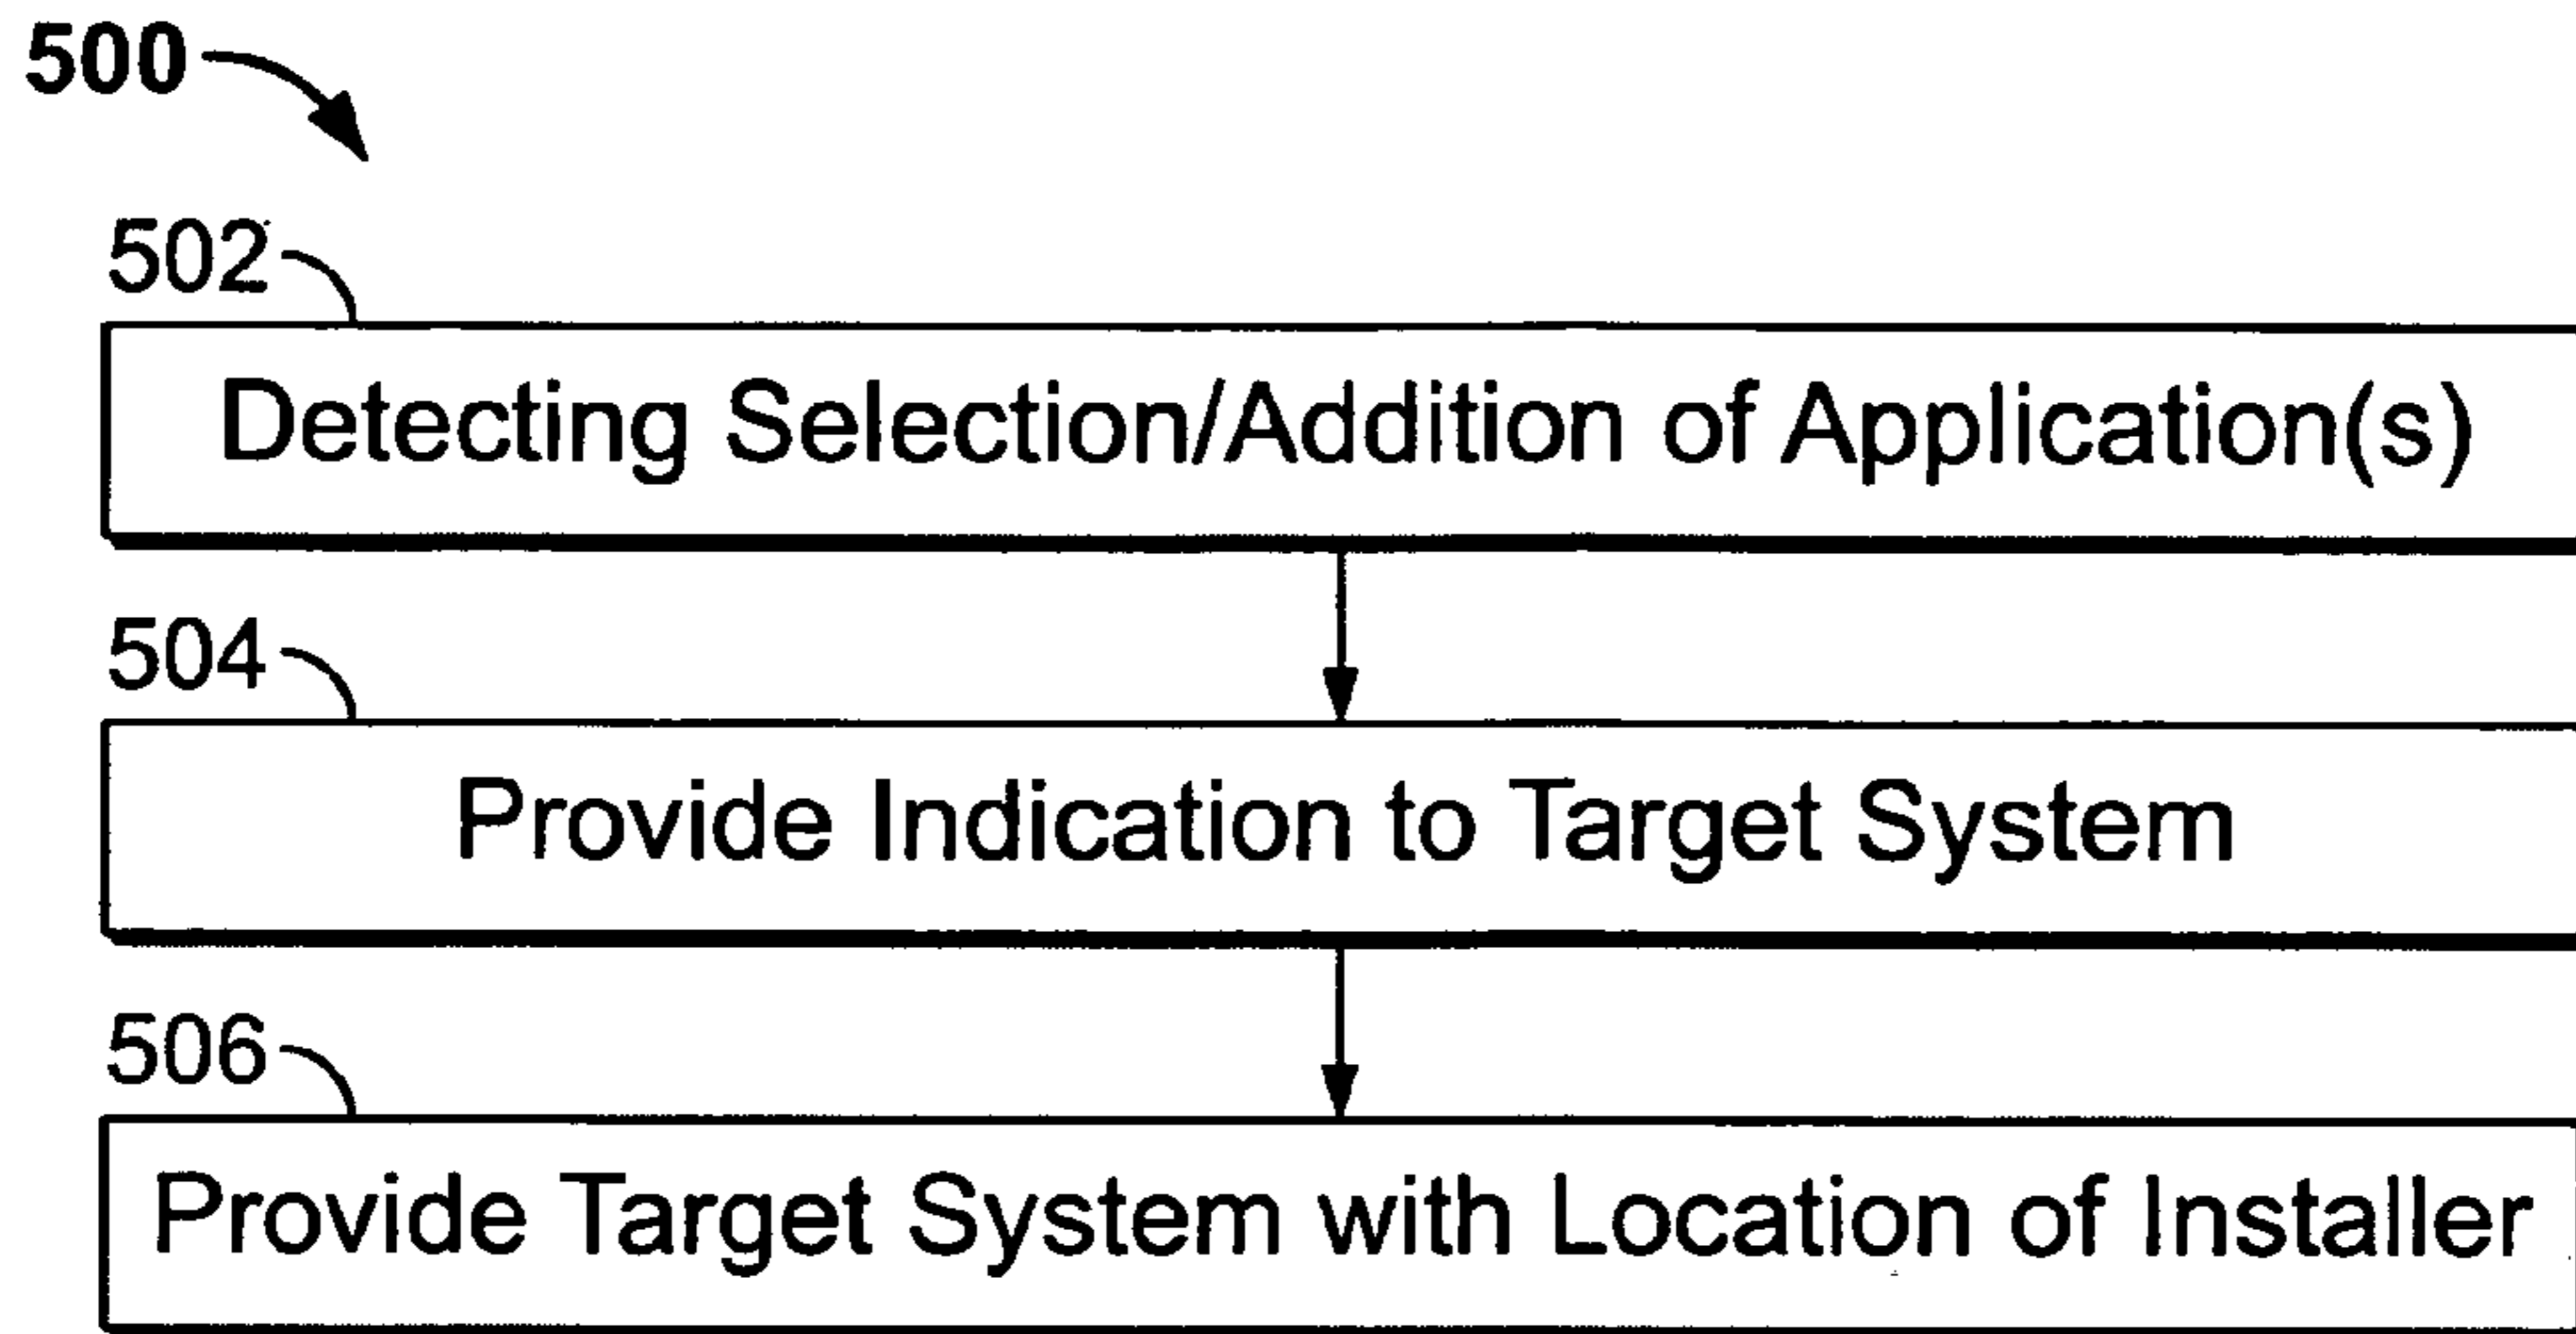 500
502
Detecting Selection/Addition of Application(s)
504
Provide Indication to Target System
506
Provide Target System with Location of Installer